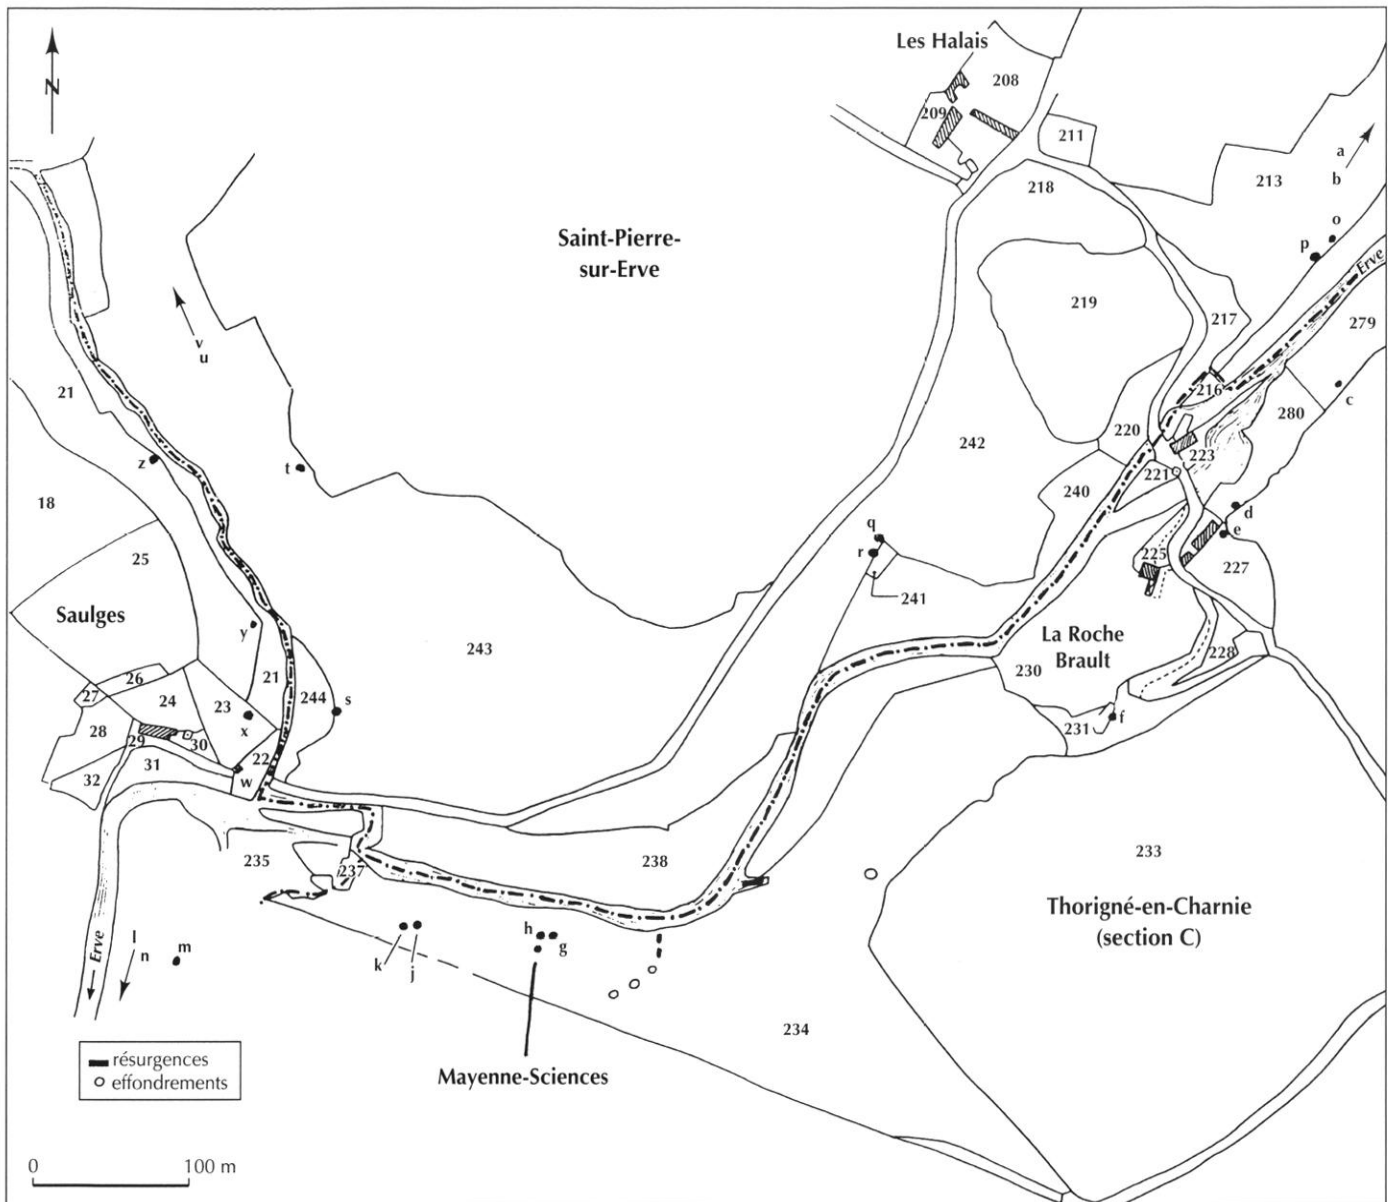 N
Les Halais
208
209
211
a
b
213
218
o
p
Saint-Pierre-
sur-Erve
Erve
219
217
279
v
u
21
216
c
280
220
242
223
z
t
221
240
18
d
q
e
25
r
225
227
Saulges
241
y
La Roche
Brault
243
228
26
21
230
27
24
244
s
23
28
x
231
f
29
30
22
31
w
32
233
235
237
238
Thorigné-en-Charnie
(section C)
l
m
h
Erve
n
k
j
g
234
résurgences
effondrements
Mayenne-Sciences
0
100 m